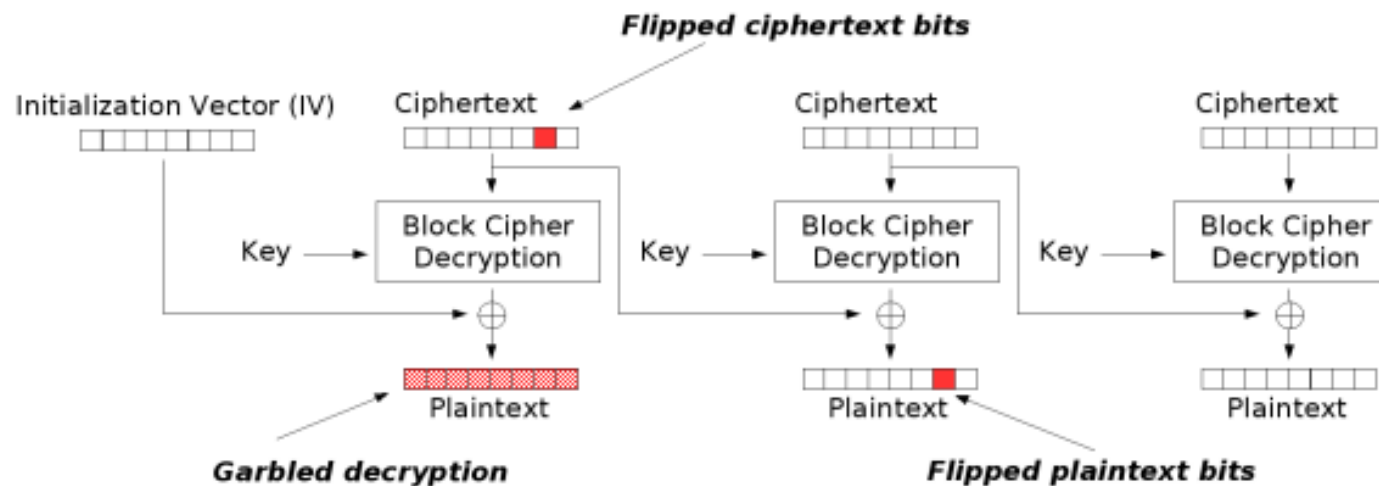 Flipped ciphertext bits
Initialization Vector (IV)
Ciphertext
Ciphertext
Ciphertext
Key
Block Cipher
Decryption
Key
Block Cipher
Decryption
Key
Block Cipher
Decryption
Plaintext
Plaintext
Plaintext
Garbled decryption
Flipped plaintext bits